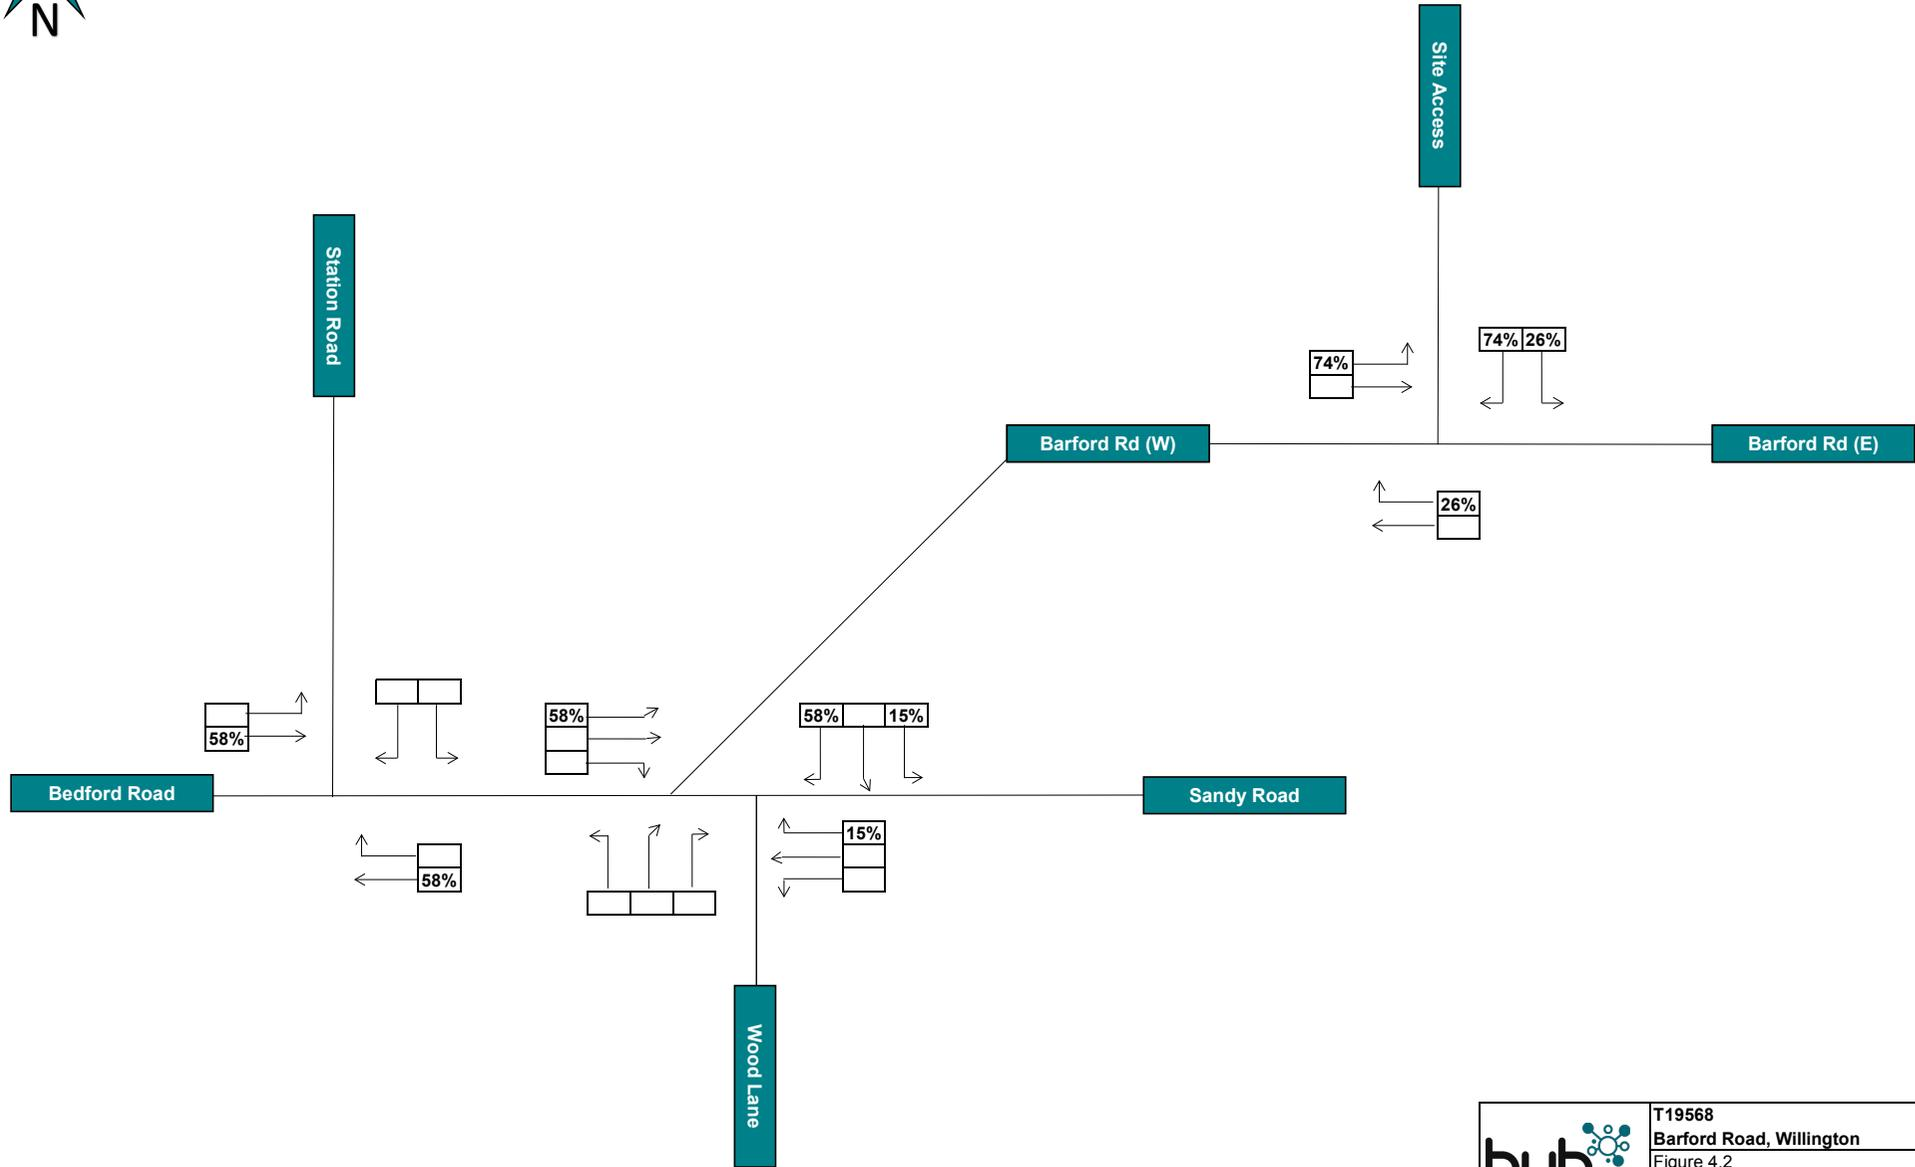 N
Site Access
Station Road
74% 26%
74%
Barford Rd (W)
Barford Rd (E)
26%
58%
58% 15%
58%
Bedford Road
Sandy Road
15%
58%
Wood Lane
T19568
hub
Barford Road, Willington
Figure 4.2